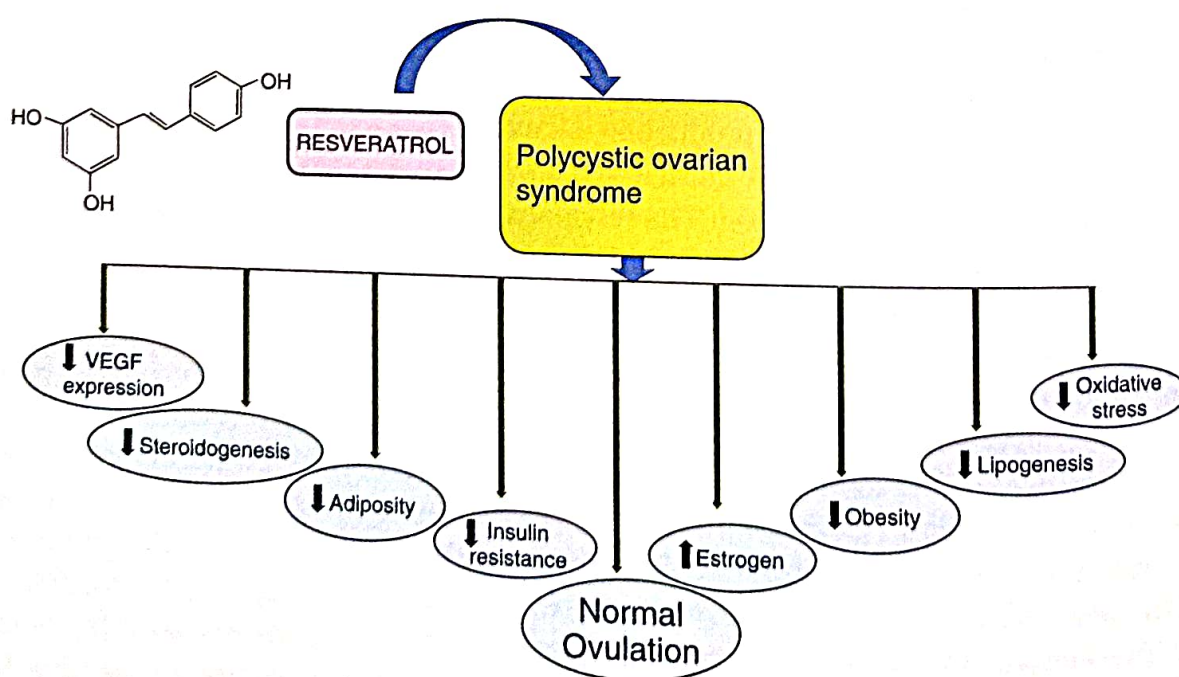 OH
HO
OH
RESVERATROL
Polycystic ovarian
syndrome
VEGF
expression
Steroidogenesis
Adiposity
Insulin
resistance
Normal
Ovulation
Estrogen
Obesity
Lipogenesis
Oxidative
stress